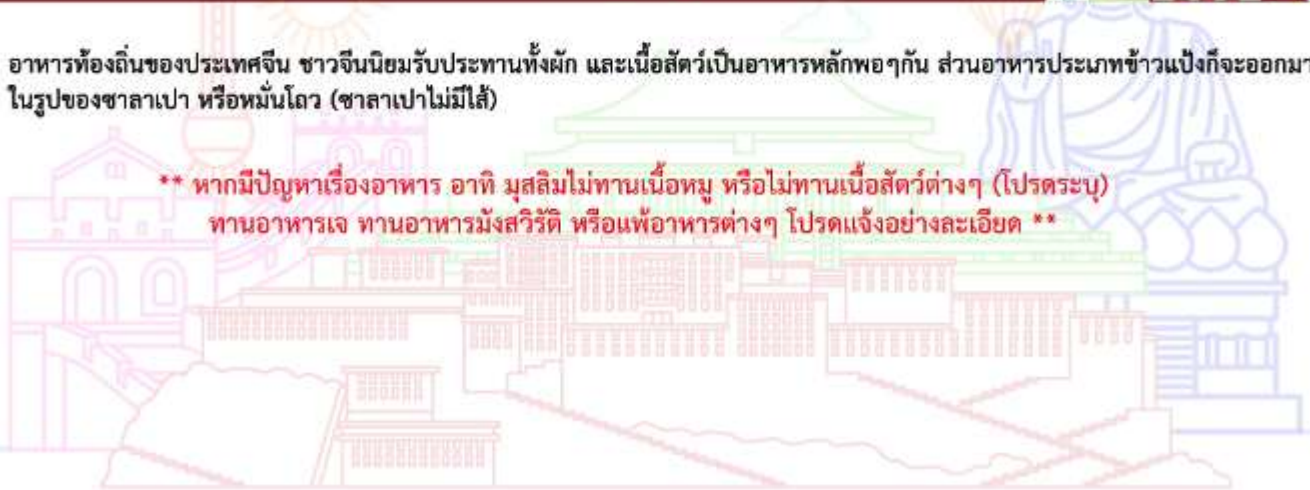 อาหารท้องถิ่นของประเทศจีน ชาวจีนนิยมรับประทานทั้งผัก และเนื้อสัตว์เป็นอาหารหลักพอๆกัน ส่วนอาหารประเภทข้าวแป้งก็จะออกมา
ในรูปของซาลาเปา หรือหมั่นโถว (ซาลาเปาไม่มีไส้)
** หากมีปัญหาเรื่องอาหาร อาทิ มุสลิมไม่ทานเนื้อหมู หรือไม่ทานเนื้อสัตว์ต่างๆ (โปรดระบุ)
ทานอาหารเจ ทานอาหารมังสวิรัติ หรือแพ้อาหารต่างๆ โปรดแจ้งอย่างละเอียด **